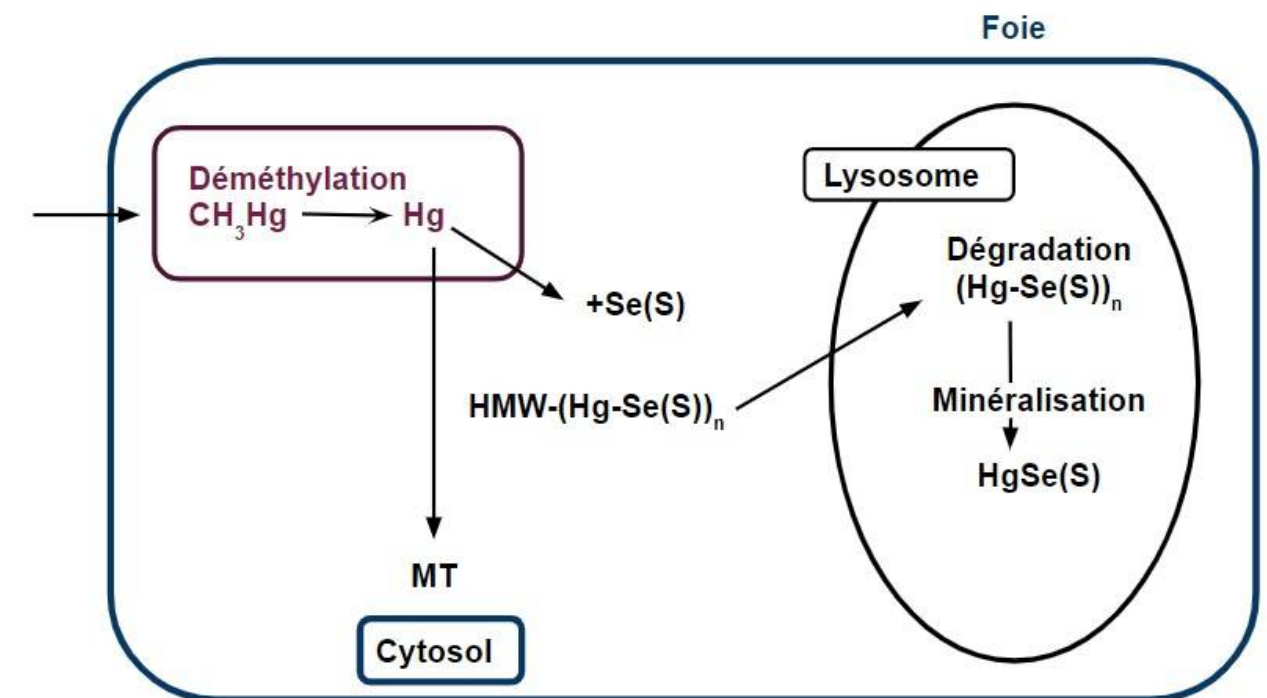 Foie
Déméthylation
CH₃Hg Hg
Lysosome
Dégradation
(Hg-Se(S))ₙ
+Se(S)
HMW-(Hg-Se(S))ₙ
Minéralisation
HgSe(S)
MT
Cytosol